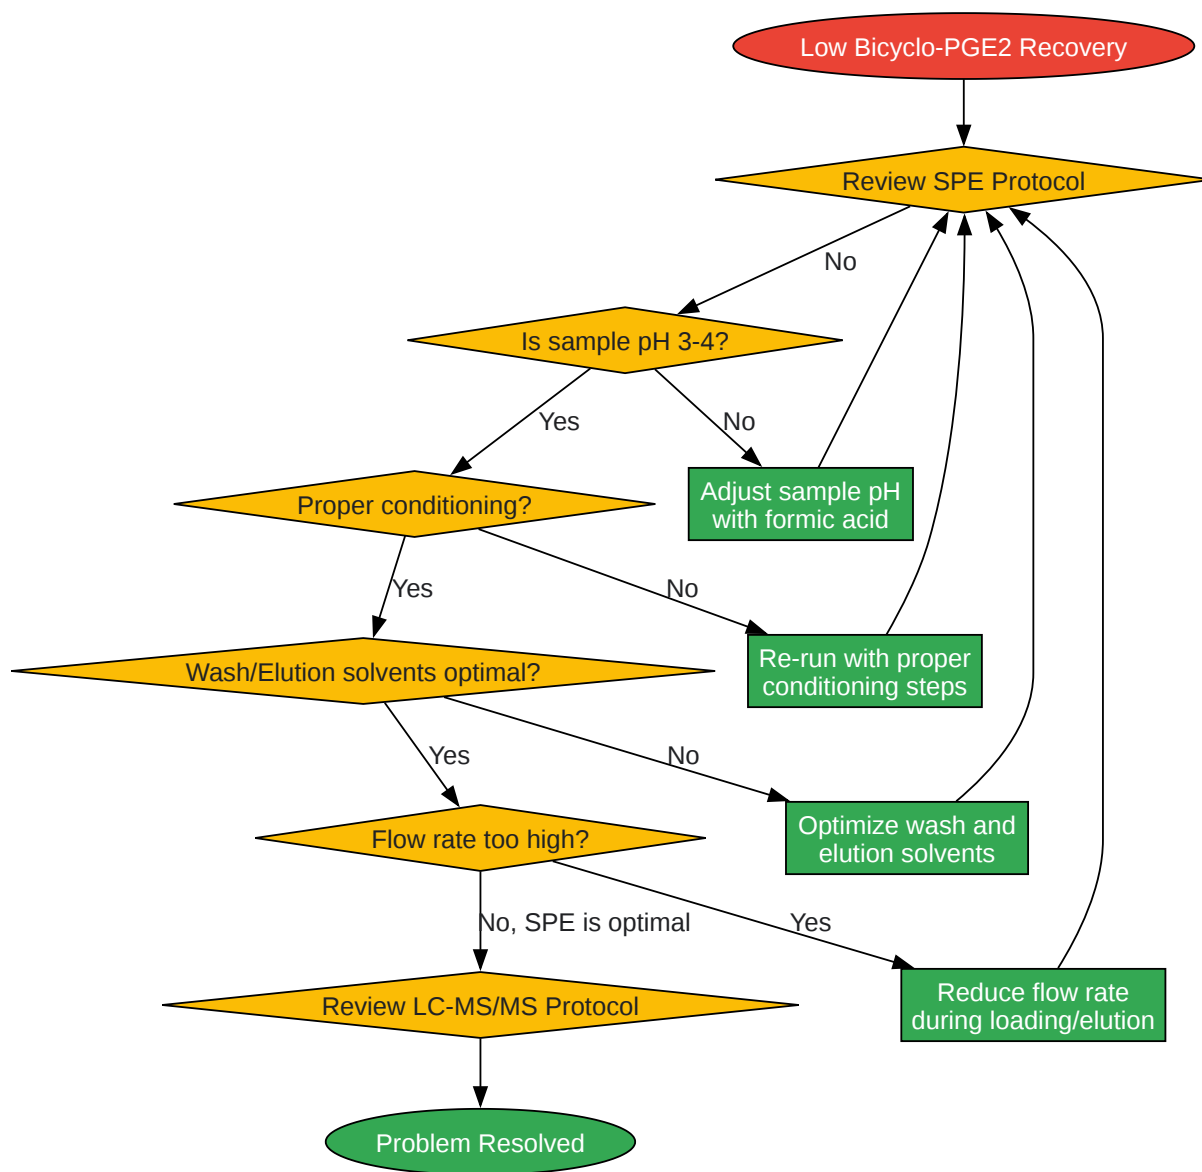 Low Bicyclo-PGE2 Recovery
Review SPE Protocol
No
Is sample pH 3-4?
Yes
No
Proper conditioning?
Adjust sample pH
with formic acid
Yes
No
Wash/Elution solvents optimal?
Re-run with proper
conditioning steps
Yes
No
Flow rate too high?
Optimize wash and
elution solvents
No, SPE is optimal
Yes
Review LC-MS/MS Protocol
Reduce flow rate
during loading/elution
Problem Resolved